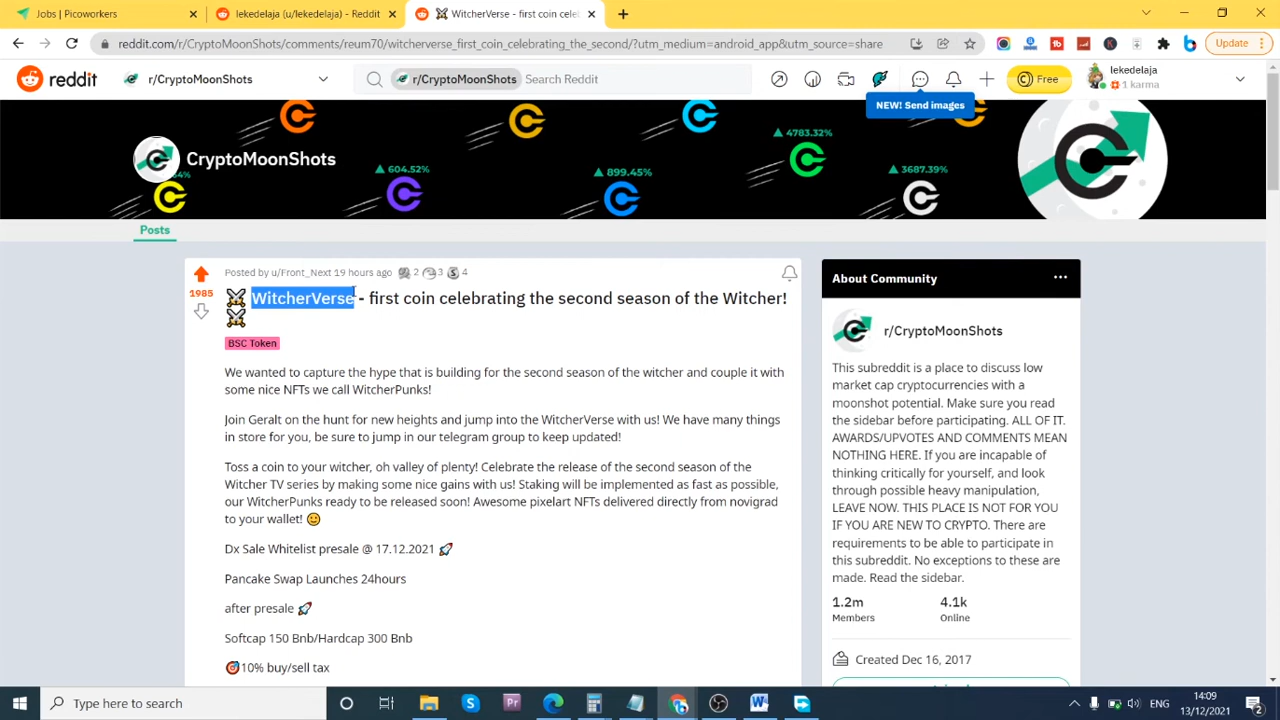 Jobs | Picoworkers
lekedelaja (u/lekedelaja) - Reddit
WitcherVerse - first coin cele
Update
reddit.com/r/CryptoMoonShots/comments/retum70/witcherverse_first_coin_celebrating_the_second/?utm_medium=android_app&utm_source=share
reddit
r/CryptoMoonShots
r/CryptoMoonShots
Search Reddit
Free
lekedelaja
1 karma
NEW! Send images
CryptoMoonShots
604.52%
899.45%
4783.32%
3687.39%
Posts
Posted by u/Front_Next 19 hours ago 2 3 4
1985
WitcherVerse - first coin celebrating the second season of the Witcher!
BSC Token
We wanted to capture the hype that is building for the second season of the witcher and couple it with
some nice NFTs we call WitcherPunks!
Join Geralt on the hunt for new heights and jump into the WitcherVerse with us! We have many things
in store for you, be sure to jump in our telegram group to keep updated!
Toss a coin to your witcher, oh valley of plenty! Celebrate the release of the second season of the
Witcher TV series by making some nice gains with us! Staking will be implemented as fast as possible,
our WitcherPunks ready to be released soon! Awesome pixelart NFTs delivered directly from novigrad
to your wallet! 🙂
Dx Sale Whitelist presale @ 17.12.2021 🚀
Pancake Swap Launches 24hours
after presale 🚀
Softcap 150 Bnb/Hardcap 300 Bnb
🎯10% buy/sell tax
About Community
r/CryptoMoonShots
This subreddit is a place to discuss low
market cap cryptocurrencies with a
moonshot potential. Make sure you read
the sidebar before participating. ALL OF IT.
AWARDS/UPVOTES AND COMMENTS MEAN
NOTHING HERE. If you are incapable of
thinking critically for yourself, and look
through possible heavy manipulation,
LEAVE NOW. THIS PLACE IS NOT FOR YOU
IF YOU ARE NEW TO CRYPTO. There are
requirements to be able to participate in
this subreddit. No exceptions to these are
made. Read the sidebar.
1.2m
4.1k
Members
Online
Created Dec 16, 2017
Type here to search
ENG
14:09
13/12/2021
2